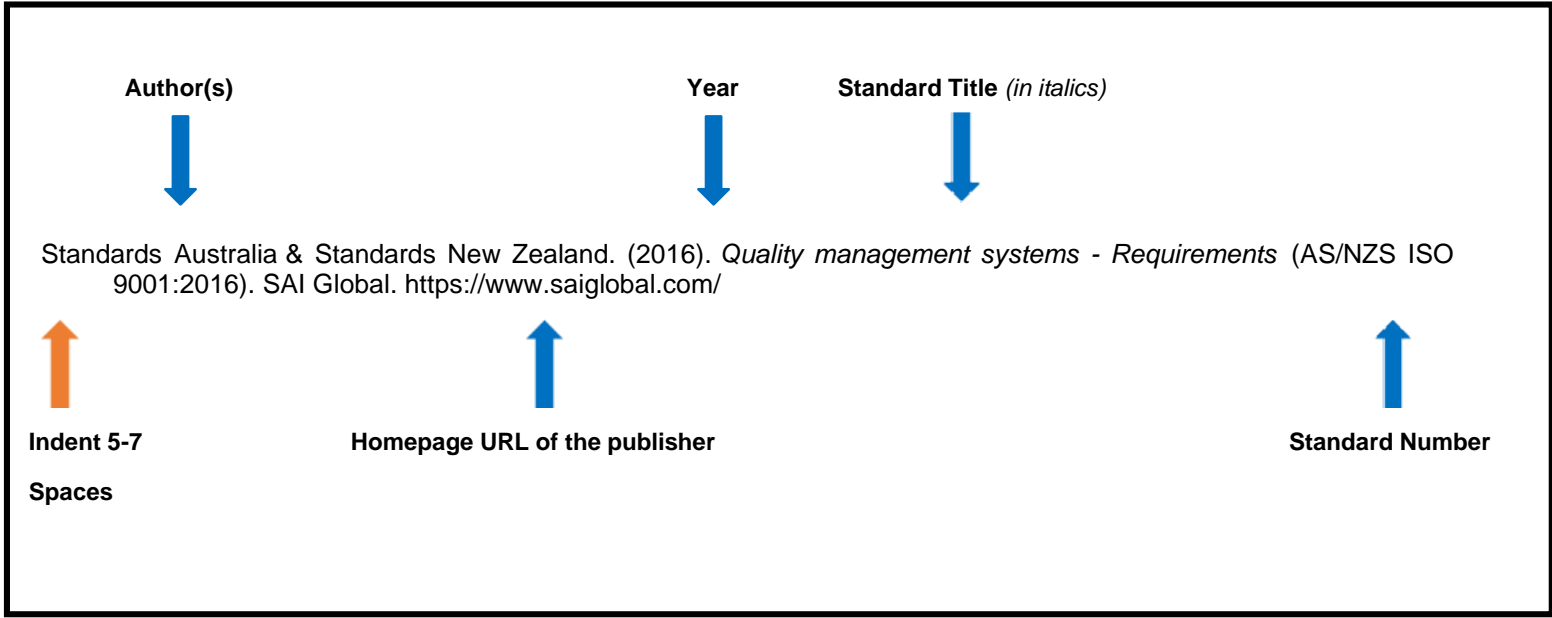 Author(s) Year Standard Title (in italics)
Standards Australia & Standards New Zealand. (2016). Quality management systems - Requirements (AS/NZS ISO
9001:2016). SAI Global. https://www.saiglobal.com/
Indent 5-7 Homepage URL of the publisher Standard Number
Spaces